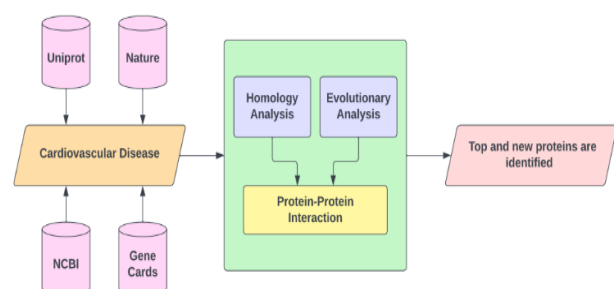 Uniprot
Nature
Cardiovascular Disease
NCBI
Gene
Cards
Homology
Analysis
Evolutionary
Analysis
Protein-Protein
Interaction
Top and new proteins are
identified